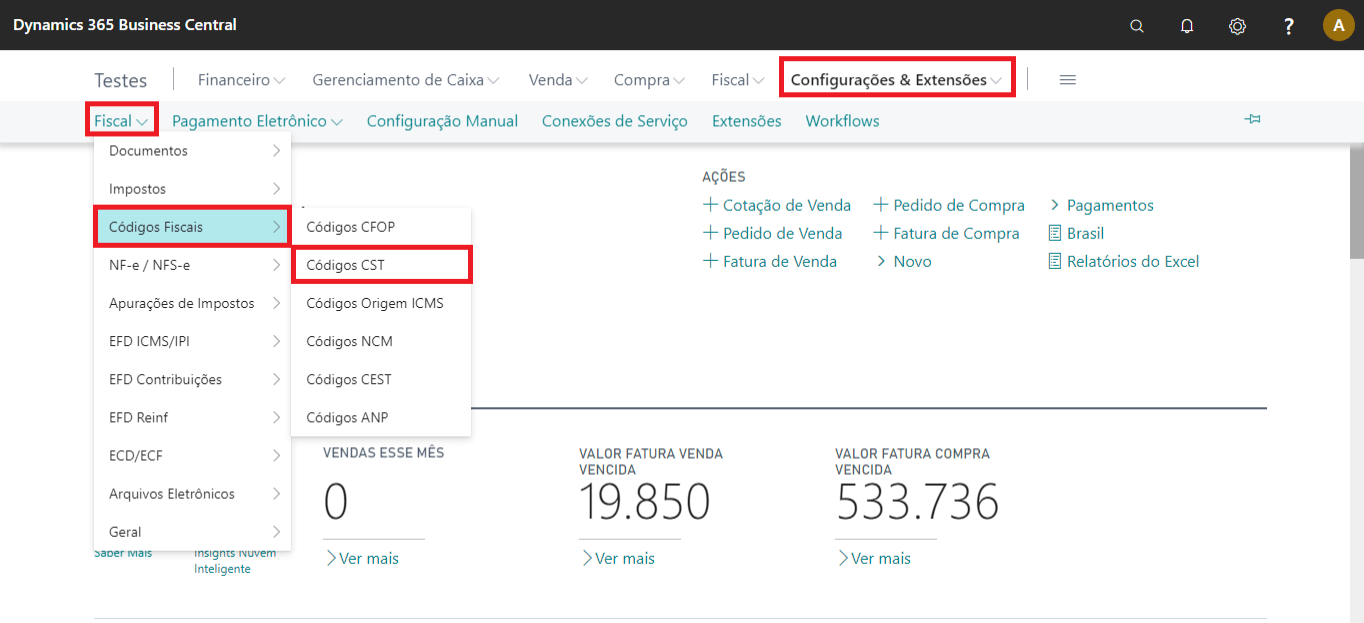 Dynamics 365 Business Central
?
A
Testes
Financeiro
Gerenciamento de Caixa
Venda
Compra
Fiscal
Configurações & Extensões
Fiscal
Pagamento Eletrônico
Configuração Manual
Conexões de Serviço
Extensões
Workflows
Documentos
Impostos
Códigos Fiscais
NF-e / NFS-e
Apurações de Impostos
EFD ICMS/IPI
EFD Contribuições
EFD Reinf
ECD/ECF
Arquivos Eletrônicos
Geral
Códigos CFOP
Códigos CST
Códigos Origem ICMS
Códigos NCM
Códigos CEST
Códigos ANP
AÇÕES
+ Cotação de Venda
+ Pedido de Venda
+ Fatura de Venda
+ Pedido de Compra
+ Fatura de Compra
> Novo
> Pagamentos
Brasil
Relatórios do Excel
Saber Mais
Insights Nuvem
Inteligente
VENDAS ESSE MÊS
0
> Ver mais
VALOR FATURA VENDA
VENCIDA
19.850
> Ver mais
VALOR FATURA COMPRA
VENCIDA
533.736
> Ver mais